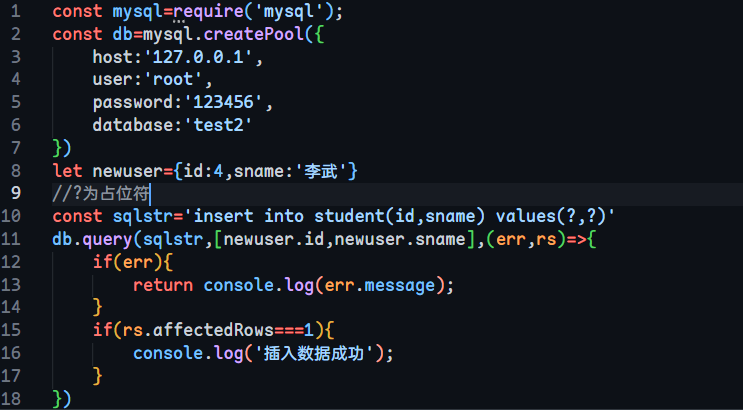 1 const mysql=require('mysql');
2 const db=mysql.createPool({
3     host:'127.0.0.1',
4     user:'root',
5     password:'123456',
6     database:'test2'
7 })
8 let newuser={id:4,sname:'李武'}
9 //?为占位符
10 const sqlstr='insert into student(id,sname) values(?,?)'
11 db.query(sqlstr,[newuser.id,newuser.sname],(err,rs)=>{
12     if(err){
13         return console.log(err.message);
14     }
15     if(rs.affectedRows===1){
16         console.log('插入数据成功');
17     }
18 })